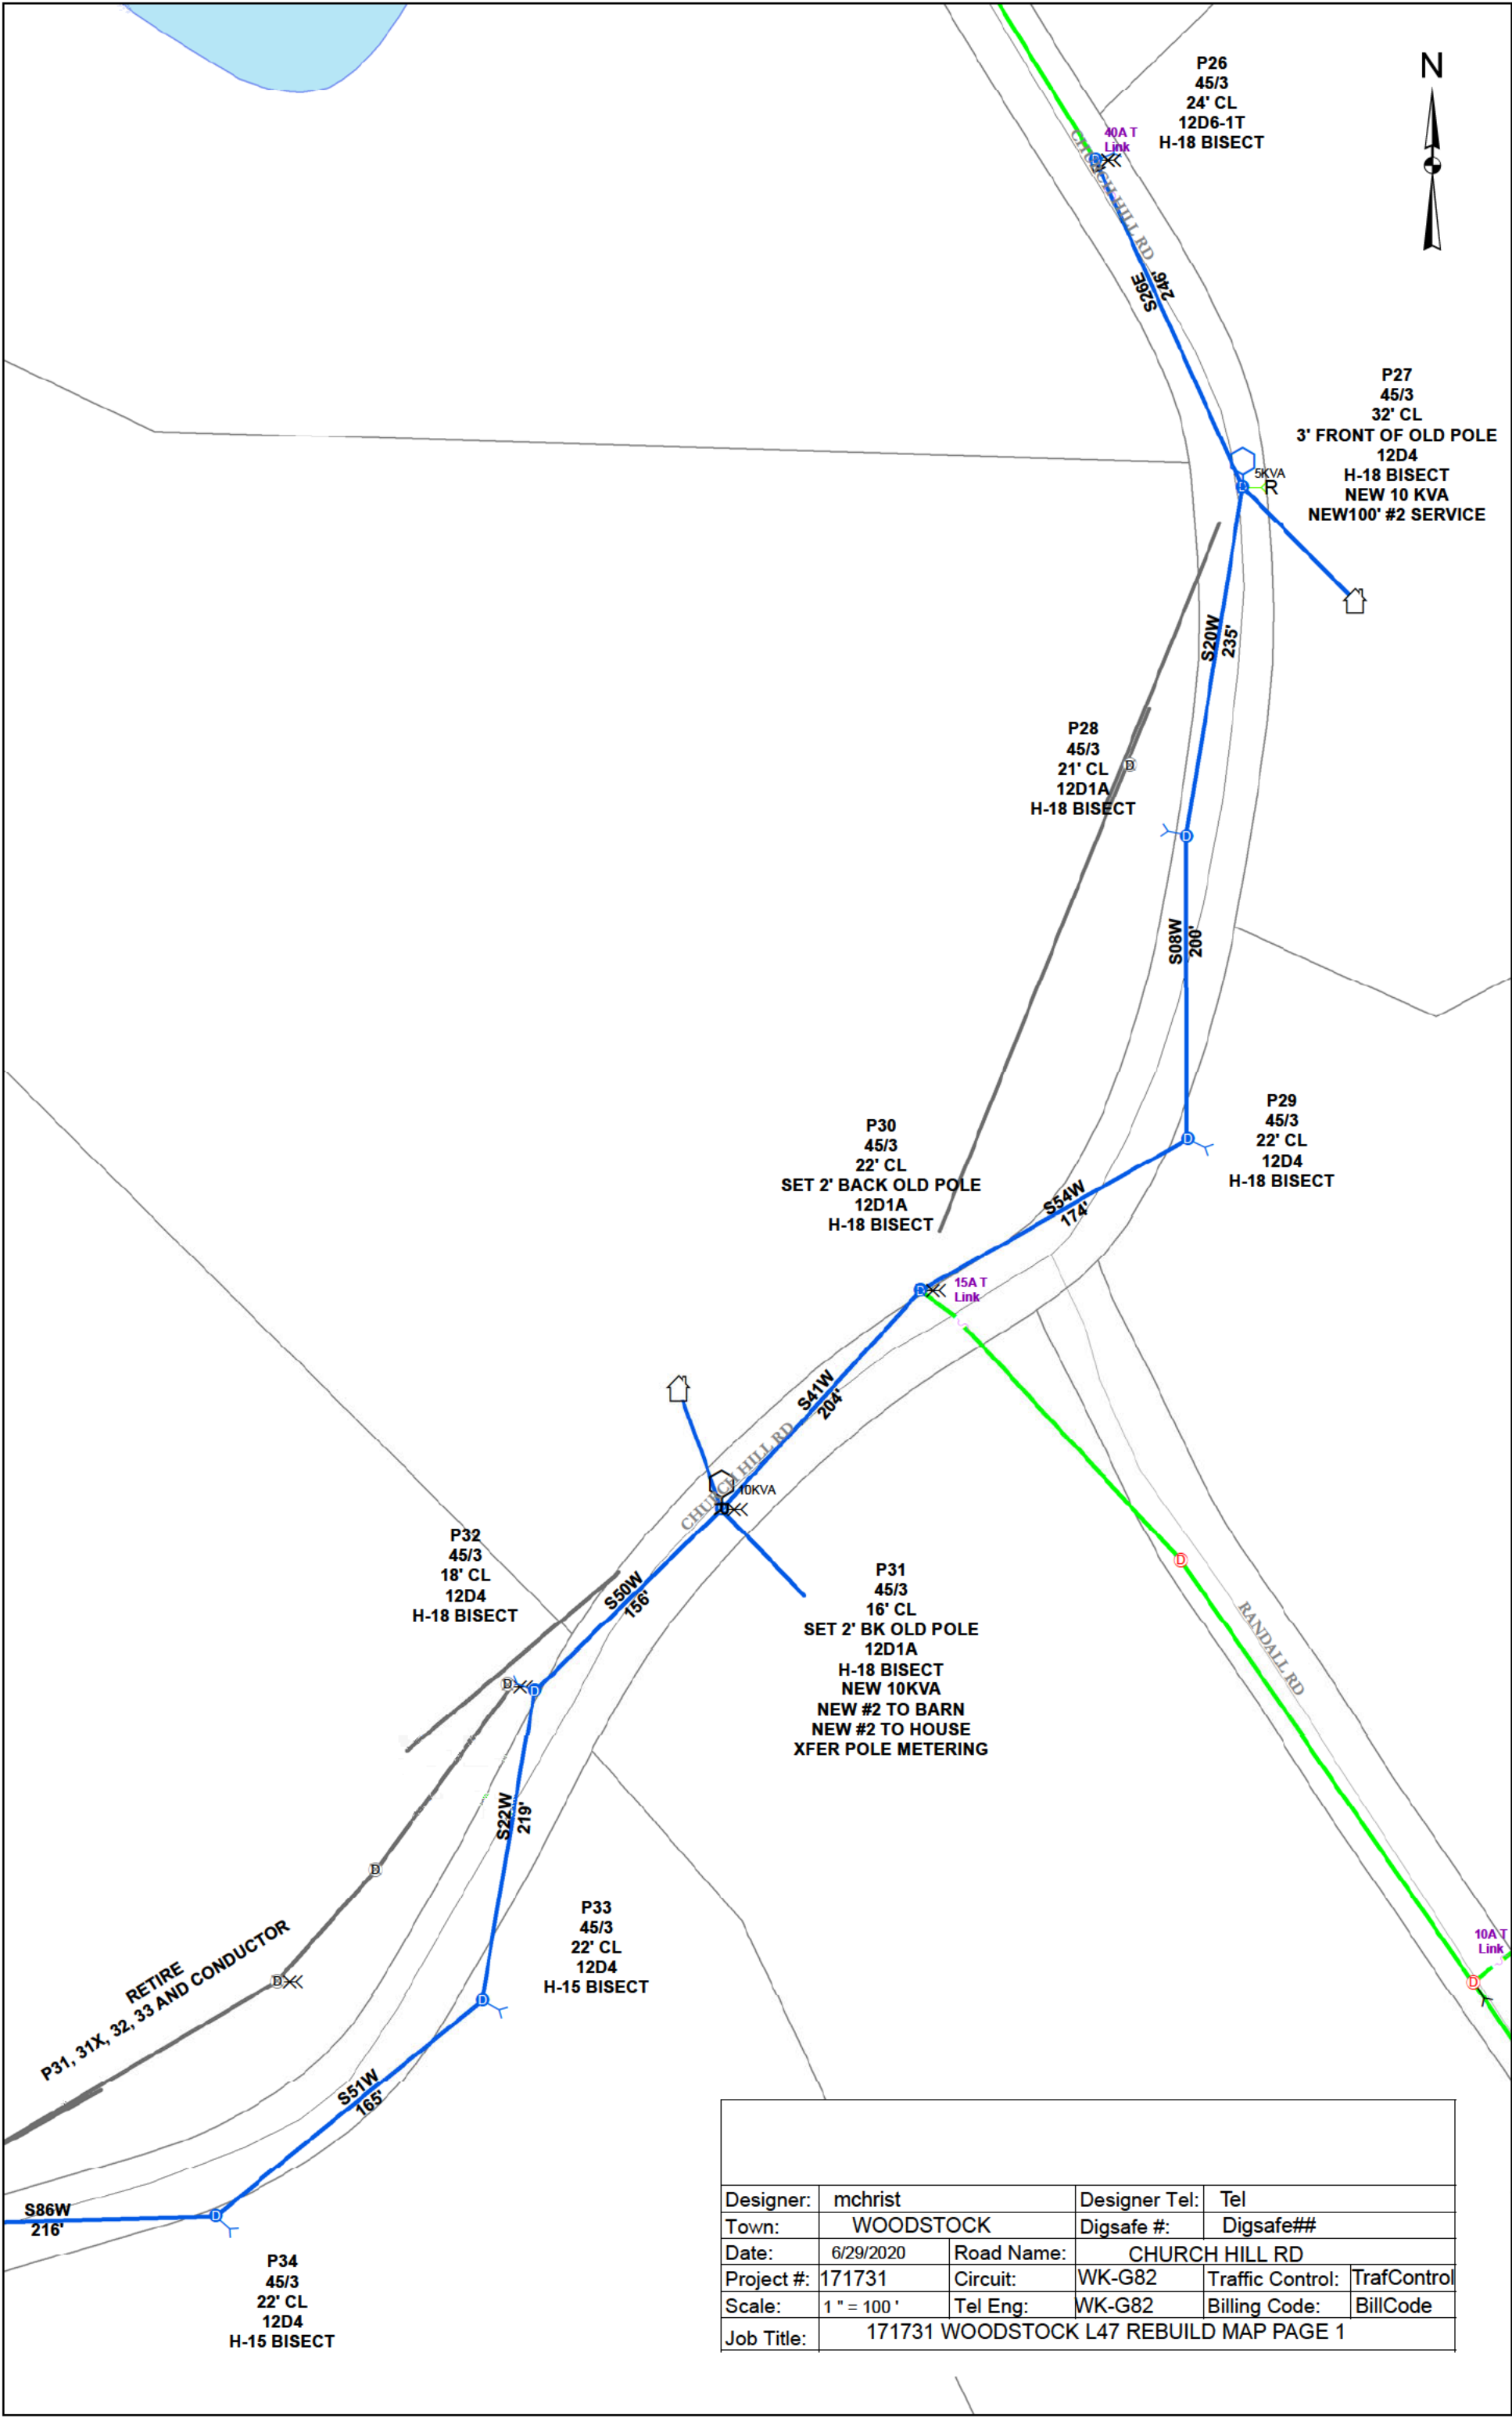 N
P26
45/3
24' CL
12D6-1T
H-18 BISECT
40A T
Link
D
CHURCH HILL RD
S26E
246'
P27
45/3
32' CL
3' FRONT OF OLD POLE
12D4
H-18 BISECT
NEW 10 KVA
NEW100' #2 SERVICE
5KVA
D
R
S20W
235'
P28
45/3
21' CL
12D1A
H-18 BISECT
D
D
S08W
200'
P29
45/3
22' CL
12D4
H-18 BISECT
D
P30
45/3
22' CL
SET 2' BACK OLD POLE
12D1A
H-18 BISECT
S54W
174'
D
15A T
Link
S41W
204'
CHURCH HILL RD
10KVA
D
P31
45/3
16' CL
SET 2' BK OLD POLE
12D1A
H-18 BISECT
NEW 10KVA
NEW #2 TO BARN
NEW #2 TO HOUSE
XFER POLE METERING
D
RANDALL RD
P32
45/3
18' CL
12D4
H-18 BISECT
S50W
156'
D
D
S22W
219'
D
P33
45/3
22' CL
12D4
H-15 BISECT
D
10A T
Link
D
RETIRE
P31, 31X, 32, 33 AND CONDUCTOR
D
S51W
165'
S86W
216'
D
P34
45/3
22' CL
12D4
H-15 BISECT
Designer: mchrist Designer Tel: Tel
Town: WOODSTOCK Digsafe #: Digsafe##
Date: 6/29/2020 Road Name: CHURCH HILL RD
Project #: 171731 Circuit: WK-G82 Traffic Control: TrafControl
Scale: 1 " = 100 ' Tel Eng: WK-G82 Billing Code: BillCode
Job Title: 171731 WOODSTOCK L47 REBUILD MAP PAGE 1